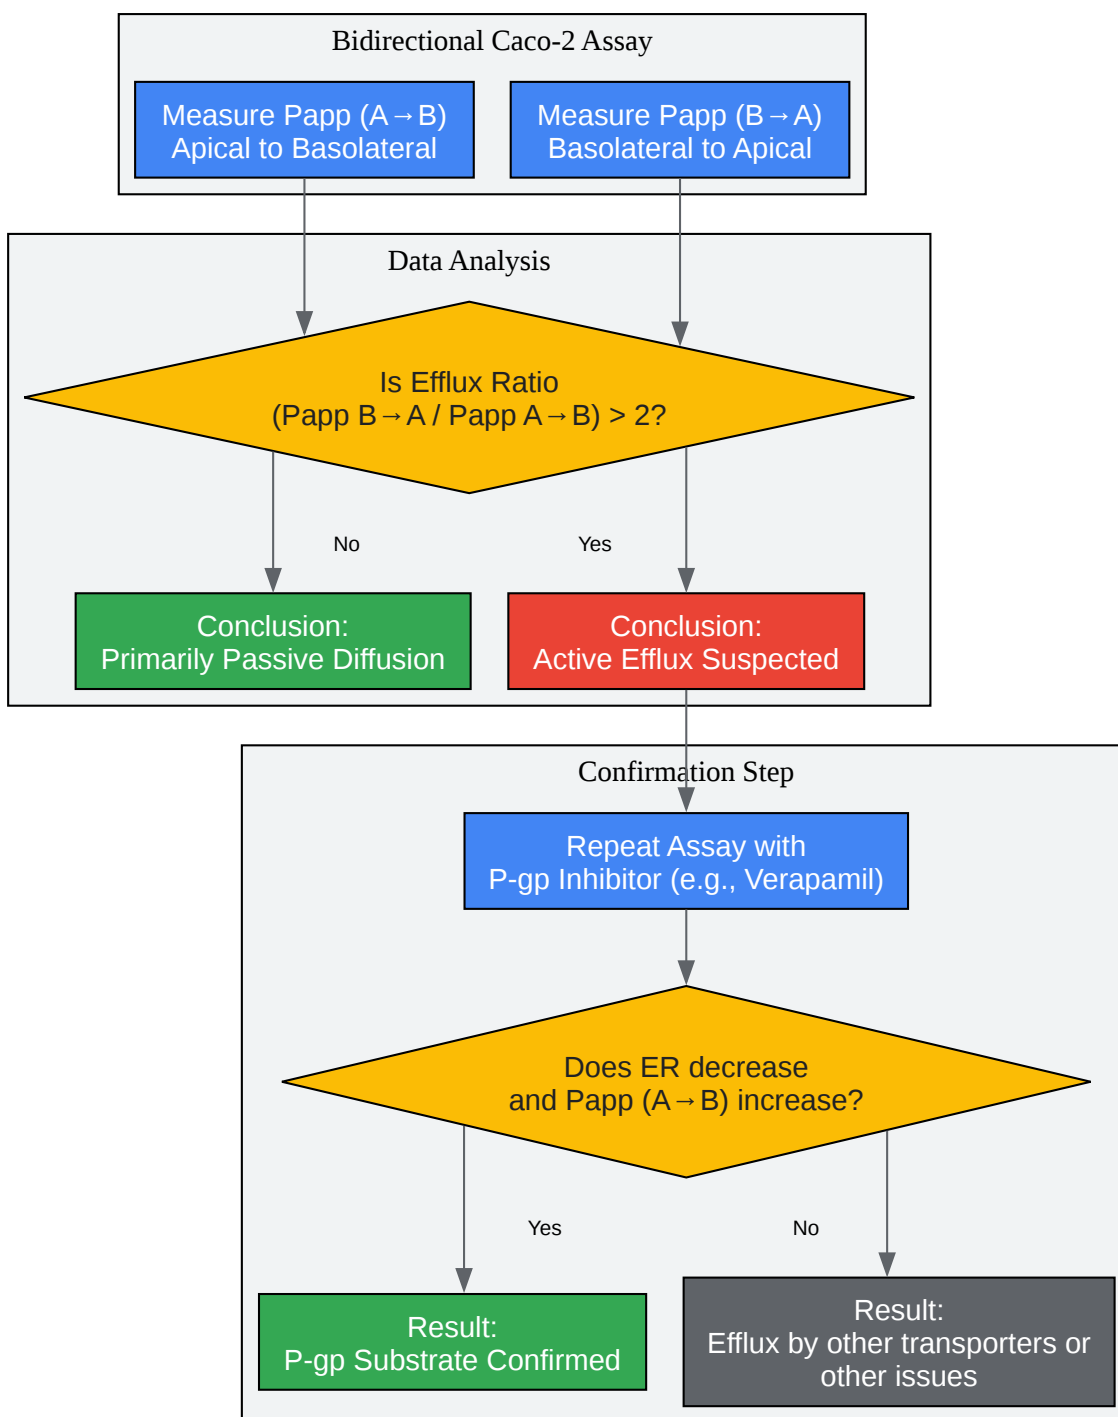 Bidirectional Caco-2 Assay
Measure Papp (A→B)
Apical to Basolateral
Measure Papp (B→A)
Basolateral to Apical
Data Analysis
Is Efflux Ratio
(Papp B→A / Papp A→B) > 2?
No
Yes
Conclusion:
Primarily Passive Diffusion
Conclusion:
Active Efflux Suspected
Confirmation Step
Repeat Assay with
P-gp Inhibitor (e.g., Verapamil)
Does ER decrease
and Papp (A→B) increase?
Yes
No
Result:
P-gp Substrate Confirmed
Result:
Efflux by other transporters or
other issues